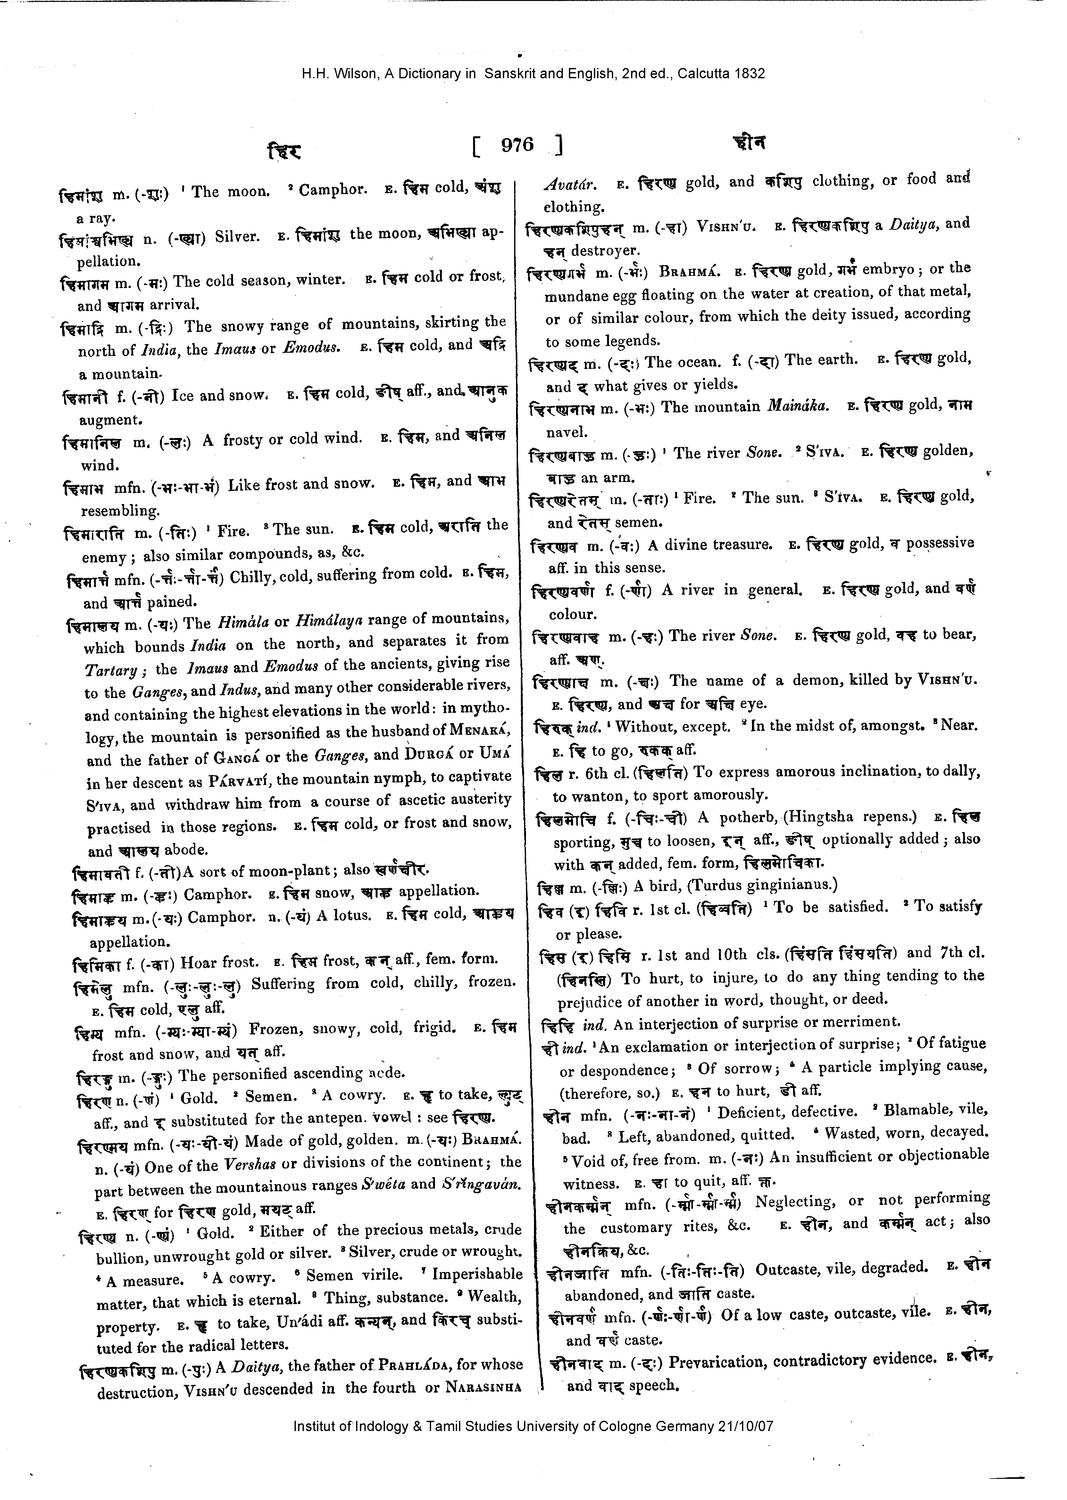 H.H. Wilson, A Dictionary in Sanskrit and English, 2nd ed., Calcutta 1832
हिर [ 976 ] हीन
हिमांशु m. (-शुः) ¹ The moon. ² Camphor. E. हिम cold, अंशु
a ray.
हिमांश्वभिख्य n. (-ख्यं) Silver. E. हिमांशु the moon, अभिख्या ap-
pellation.
हिमागम m. (-मः) The cold season, winter. E. हिम cold or frost,
and आगम arrival.
हिमाद्रि m. (-द्रिः) The snowy range of mountains, skirting the
north of India, the Imaus or Emodus. E. हिम cold, and अद्रि
a mountain.
हिमानी f. (-नी) Ice and snow. E. हिम cold, ङीष् aff., and आनुक
augment.
हिमानिल m. (-लः) A frosty or cold wind. E. हिम, and अनिल
wind.
हिमाभ mfn. (-भः-भा-भं) Like frost and snow. E. हिम, and आभ
resembling.
हिमाराति m. (-तिः) ¹ Fire. ² The sun. E. हिम cold, अराति the
enemy; also similar compounds, as, &c.
हिमार्त्त mfn. (-र्त्तः-र्त्ता-र्त्तं) Chilly, cold, suffering from cold. E. हिम,
and आर्त्त pained.
हिमालय m. (-यः) The Himála or Himálaya range of mountains,
which bounds India on the north, and separates it from
Tartary; the Imaus and Emodus of the ancients, giving rise
to the Ganges, and Indus, and many other considerable rivers,
and containing the highest elevations in the world: in mytho-
logy, the mountain is personified as the husband of MENAKÁ,
and the father of GANGÁ or the Ganges, and DURGÁ or UMÁ
in her descent as PÁRVATÍ, the mountain nymph, to captivate
S'IVA, and withdraw him from a course of ascetic austerity
practised in those regions. E. हिम cold, or frost and snow,
and आलय abode.
हिमावती f. (-ती) A sort of moon-plant; also स्वर्णक्षीर.
हिमाह्व m. (-ह्वः) Camphor. E. हिम snow, आह्व appellation.
हिमाह्वय m. (-यः) Camphor. n. (-यं) A lotus. E. हिम cold, आह्वय
appellation.
हिमिका f. (-का) Hoar frost. E. हिम frost, कन् aff., fem. form.
हिमेलु mfn. (-लुः-लुः-लु) Suffering from cold, chilly, frozen.
E. हिम cold, एलु aff.
हिम्य mfn. (-म्यः-म्या-म्यं) Frozen, snowy, cold, frigid. E. हिम
frost and snow, and यत् aff.
हिरङ्गु m. (-ङ्गुः) The personified ascending node.
हिरण n. (-णं) ¹ Gold. ² Semen. ³ A cowry. E. हृ to take, ल्युट्
aff., and इ substituted for the antepen. vowel: see हिरण्य.
हिरण्मय mfn. (-यः-यी-यं) Made of gold, golden. m. (-यः) BRAHMÁ.
n. (-यं) One of the Vershas or divisions of the continent; the
part between the mountainous ranges S'wéta and S'ríngaván.
E. हिरण् for हिरण gold, मयट् aff.
हिरण्य n. (-ण्यं) ¹ Gold. ² Either of the precious metals, crude
bullion, unwrought gold or silver. ³ Silver, crude or wrought.
⁴ A measure. ⁵ A cowry. ⁶ Semen virile. ⁷ Imperishable
matter, that which is eternal. ⁸ Thing, substance. ⁹ Wealth,
property. E. हृ to take, Un'ádi aff. कन्यन्, and हिरच् substi-
tuted for the radical letters.
हिरण्यकशिपु m. (-पुः) A Daitya, the father of PRAHLÁDA, for whose
destruction, VISHN'U descended in the fourth or NARASINHA
Avatár. E. हिरण्य gold, and कशिपु clothing, or food and
clothing.
हिरण्यकशिपुहन् m. (-हा) VISHN'U. E. हिरण्यकशिपु a Daitya, and
हन् destroyer.
हिरण्यगर्भ m. (-र्भः) BRAHMÁ. E. हिरण्य gold, गर्भ embryo; or the
mundane egg floating on the water at creation, of that metal,
or of similar colour, from which the deity issued, according
to some legends.
हिरण्यद m. (-दः) The ocean. f. (-दा) The earth. E. हिरण्य gold,
and द what gives or yields.
हिरण्यनाभ m. (-भः) The mountain Maináka. E. हिरण्य gold, नाभ
navel.
हिरण्यबाहु m. (-हुः) ¹ The river Sone. ² S'IVA. E. हिरण्य golden,
बाहु an arm.
हिरण्यरेतस् m. (-ताः) ¹ Fire. ² The sun. ³ S'IVA. E. हिरण्य gold,
and रेतस् semen.
हिरण्यव m. (-वः) A divine treasure. E. हिरण्य gold, व possessive
aff. in this sense.
हिरण्यवर्णा f. (-र्णा) A river in general. E. हिरण्य gold, and वर्ण
colour.
हिरण्यवाह m. (-हः) The river Sone. E. हिरण्य gold, वह to bear,
aff. अण्.
हिरण्याक्ष m. (-क्षः) The name of a demon, killed by VISHN'U.
E. हिरण्य, and अक्ष for अक्षि eye.
हिरुक् ind. ¹ Without, except. ² In the midst of, amongst. ³ Near.
E. हि to go, रुकक् aff.
हिल r. 6th cl. (हिलति) To express amorous inclination, to dally,
to wanton, to sport amorously.
हिलमोचि f. (-चिः-ची) A potherb, (Hingtsha repens.) E. हिल
sporting, मुच to loosen, इन् aff., ङीष् optionally added; also
with कन् added, fem. form, हिलमोचिका.
हिल्ल m. (-ल्लिः) A bird, (Turdus ginginianus.)
हिव (इ) हिवि r. 1st cl. (हिन्वति) ¹ To be satisfied. ² To satisfy
or please.
हिस (इ) हिसि r. 1st and 10th cls. (हिंसति हिंसयति) and 7th cl.
(हिनस्ति) To hurt, to injure, to do any thing tending to the
prejudice of another in word, thought, or deed.
हिहि ind. An interjection of surprise or merriment.
ही ind. ¹ An exclamation or interjection of surprise; ² Of fatigue
or despondence; ³ Of sorrow; ⁴ A particle implying cause,
(therefore, so.) E. हन to hurt, डी aff.
हीन mfn. (-नः-ना-नं) ¹ Deficient, defective. ² Blamable, vile,
bad. ³ Left, abandoned, quitted. ⁴ Wasted, worn, decayed.
⁵ Void of, free from. m. (-नः) An insufficient or objectionable
witness. E. हा to quit, aff. क्त.
हीनकर्म्मन् mfn. (-र्म्मा-र्म्मा-र्म्म) Neglecting, or not performing
the customary rites, &c. E. हीन, and कर्म्मन् act; also
हीनक्रिय, &c.
हीनजाति mfn. (-तिः-तिः-ति) Outcaste, vile, degraded. E. हीन
abandoned, and जाति caste.
हीनवर्ण mfn. (-र्णः-र्णा-र्णं) Of a low caste, outcaste, vile. E. हीन,
and वर्ण caste.
हीनवाद m. (-दः) Prevarication, contradictory evidence. E. हीन,
and वाद speech.
Institut of Indology & Tamil Studies University of Cologne Germany 21/10/07